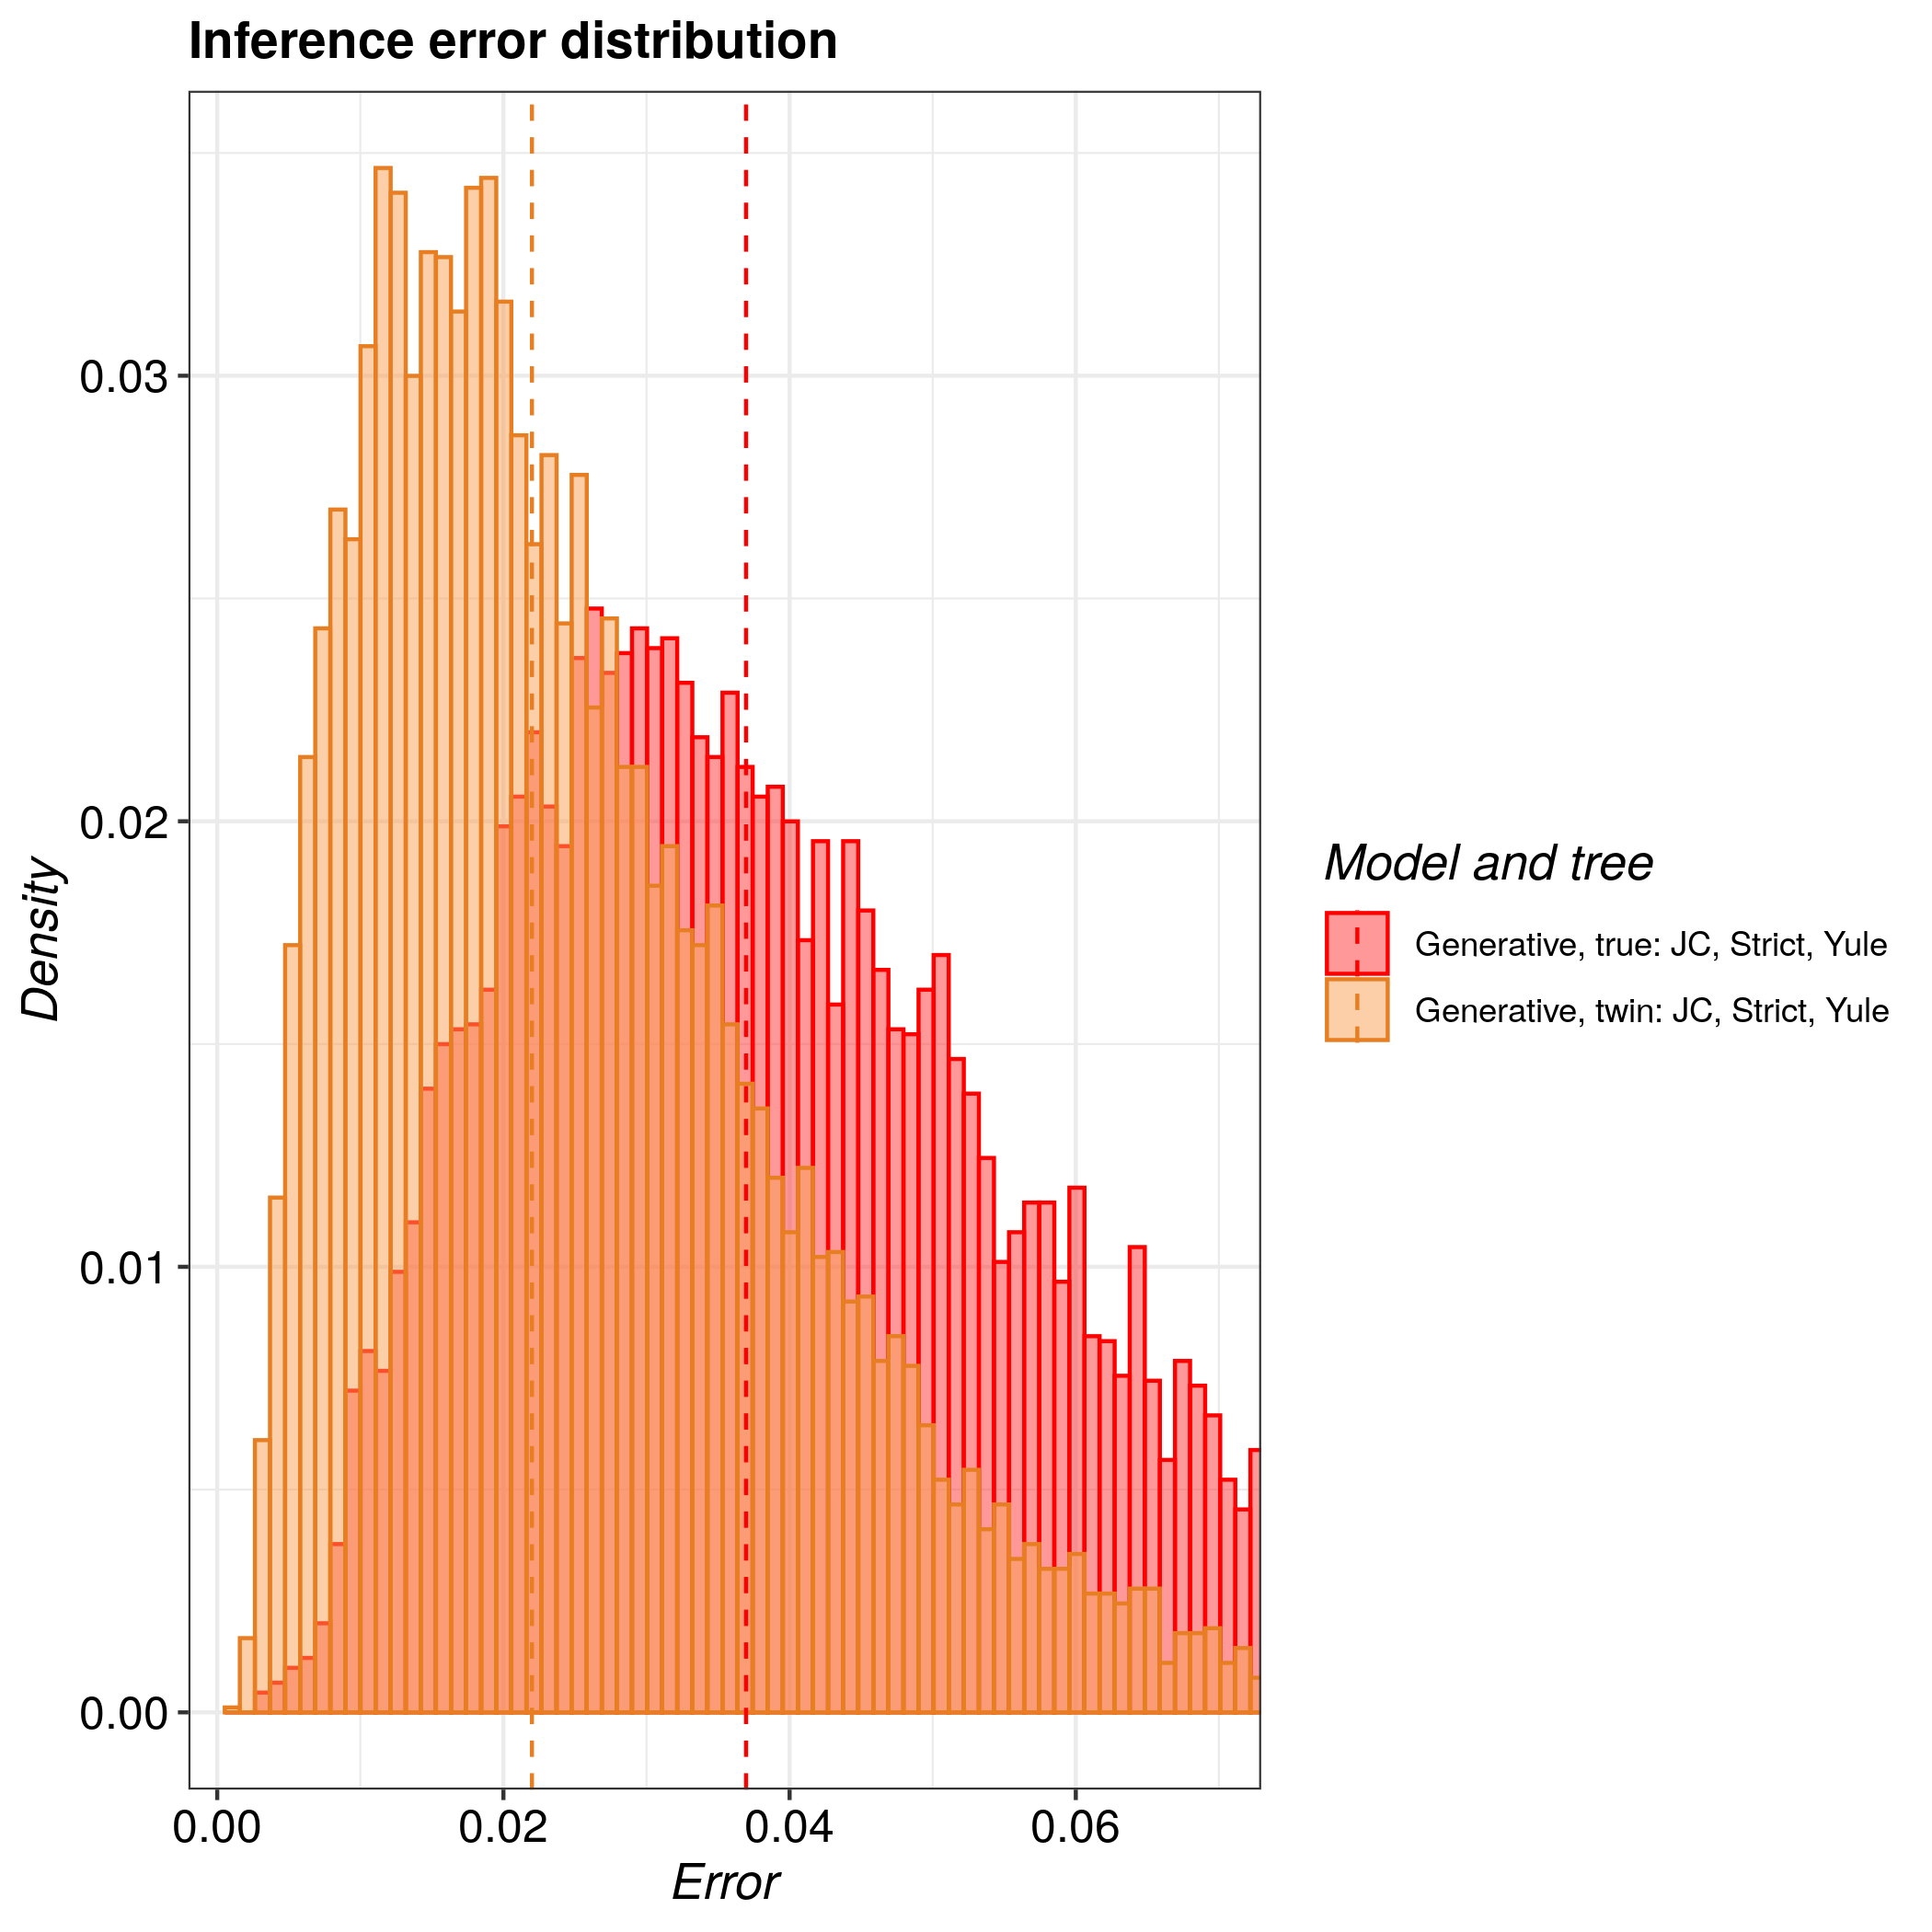 Inference error distribution
Density
0.03
0.02
0.01
0.00
0.00 0.02 0.04 0.06
Error
Model and tree
Generative, true: JC, Strict, Yule
Generative, twin: JC, Strict, Yule